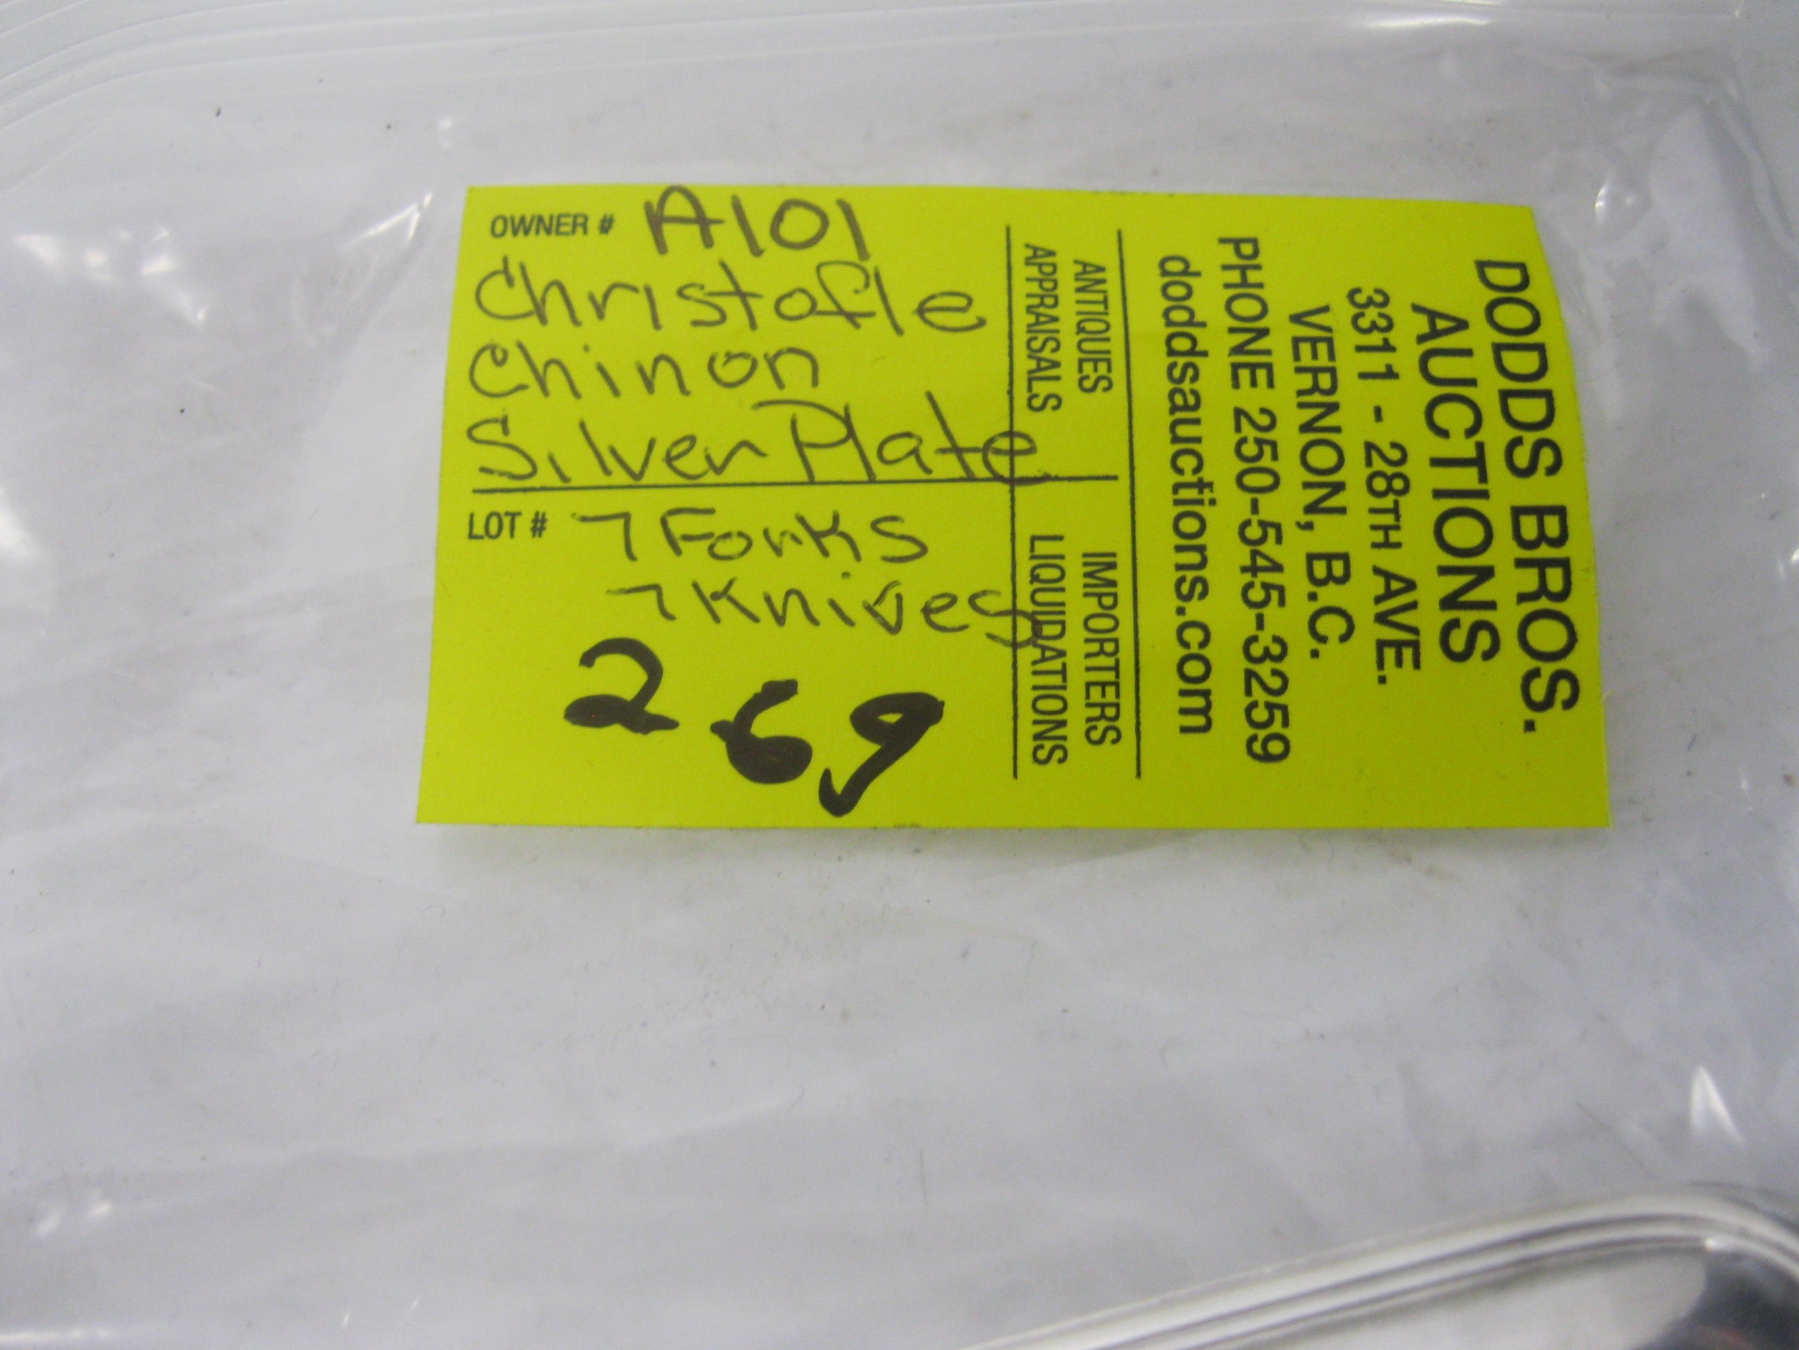 OWNER # A101
Christofle
Chinon
Silver Plate
LOT # 7 Forks
7 Knives
269
DODDS BROS.
AUCTIONS
3311 - 28TH AVE.
VERNON, B.C.
PHONE 250-545-3259
doddsauctions.com
ANTIQUES IMPORTERS
APPRAISALS LIQUIDATIONS